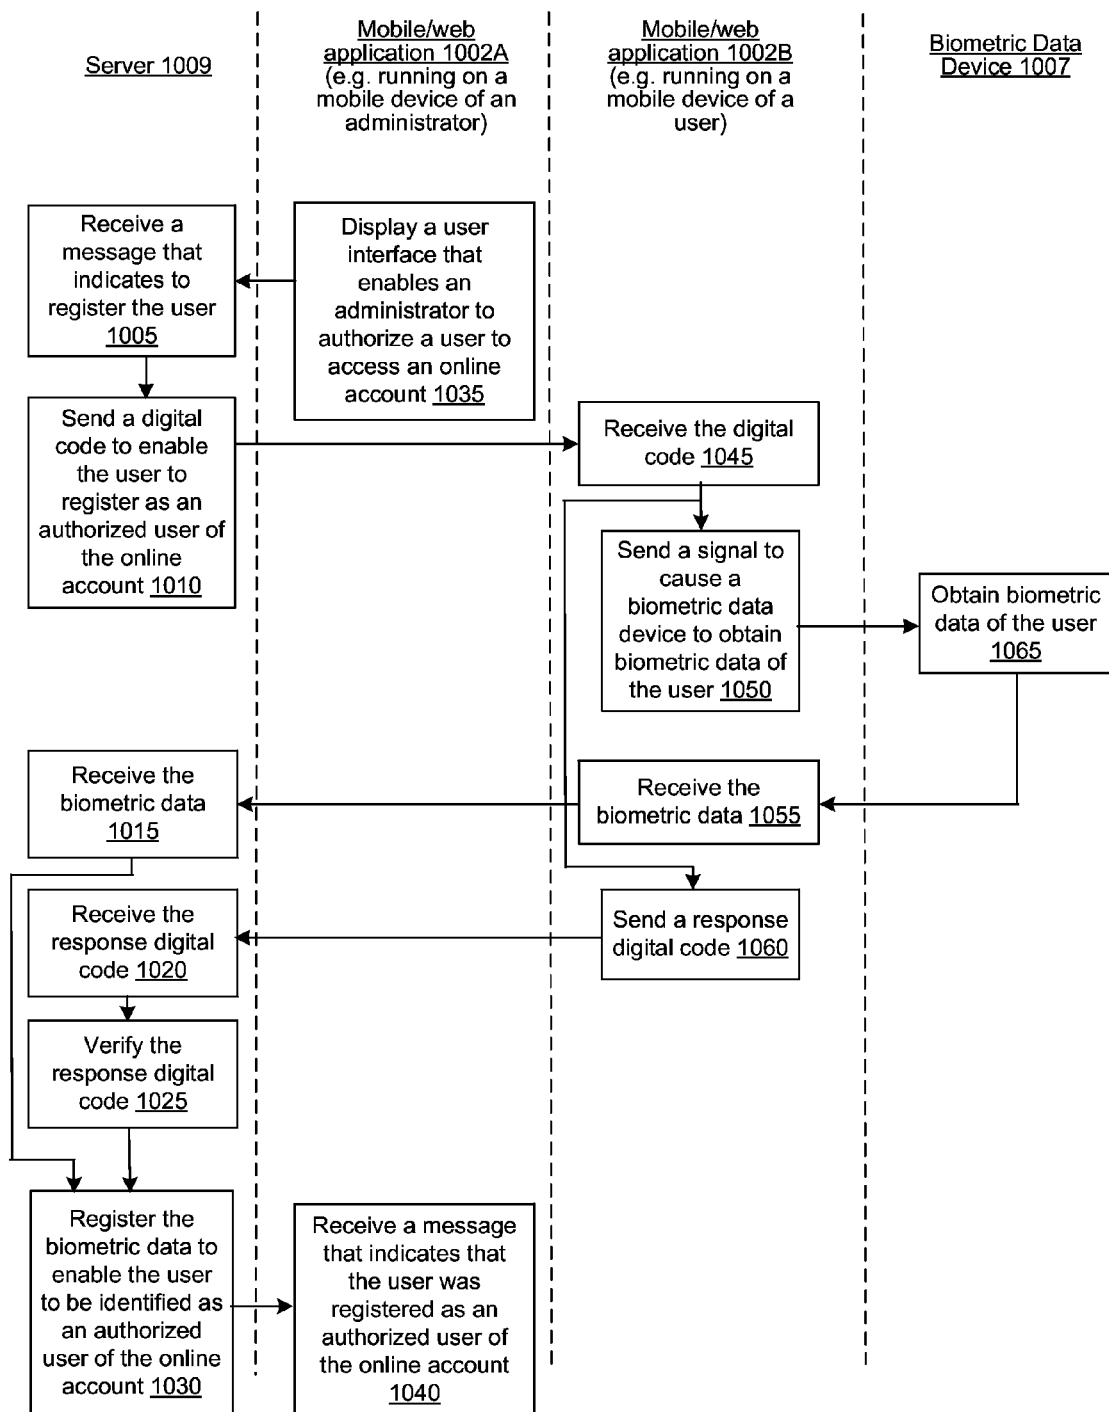 Server 1009
Mobile/web
application 1002A
(e.g. running on a
mobile device of an
administrator)
Mobile/web
application 1002B
(e.g. running on a
mobile device of a
user)
Biometric Data
Device 1007
Receive a
message that
indicates to
register the user
1005
Display a user
interface that
enables an
administrator to
authorize a user to
access an online
account 1035
Send a digital
code to enable
the user to
register as an
authorized user of
the online
account 1010
Receive the digital
code 1045
Send a signal to
cause a
biometric data
device to obtain
biometric data of
the user 1050
Obtain biometric
data of the user
1065
Receive the
biometric data
1015
Receive the
biometric data 1055
Receive the
response digital
code 1020
Send a response
digital code 1060
Verify the
response digital
code 1025
Register the
biometric data to
enable the user
to be identified as
an authorized
user of the online
account 1030
Receive a message
that indicates that
the user was
registered as an
authorized user of
the online account
1040